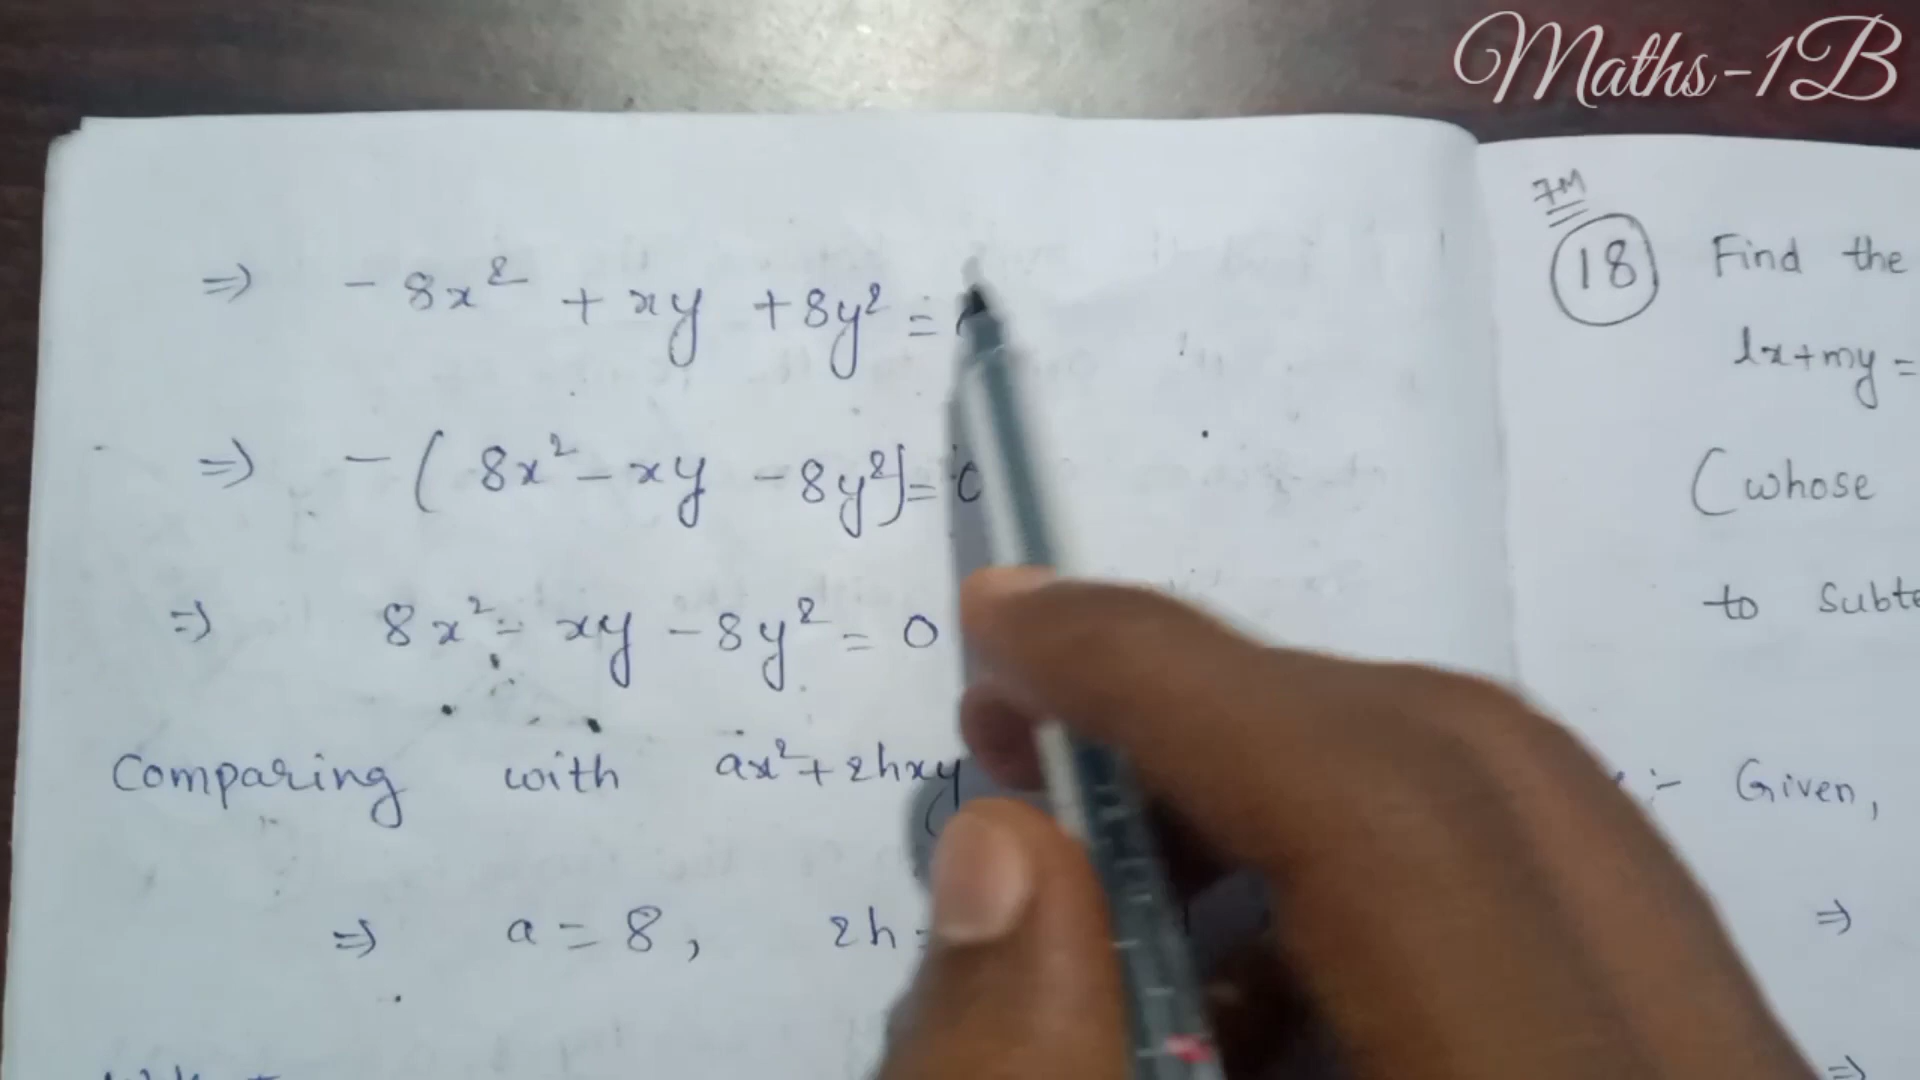 Maths-1B
⇒ -8x² + xy + 8y² =
⇒ -(8x² - xy - 8y²) = 0
⇒ 8x² - xy - 8y² = 0
Comparing with ax² + 2hxy
⇒ a = 8, 2h =
7M
18 Find the
lx+my =
(whose
to
:- Given,
⇒
⇒